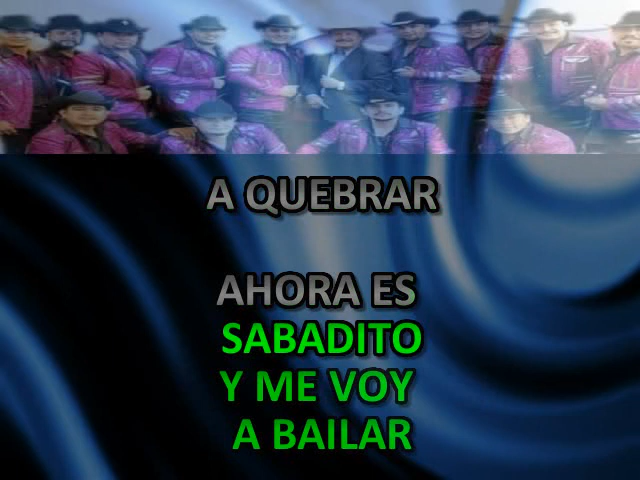 A QUEBRAR
AHORA ES
SABADITO
Y ME VOY
A BAILAR